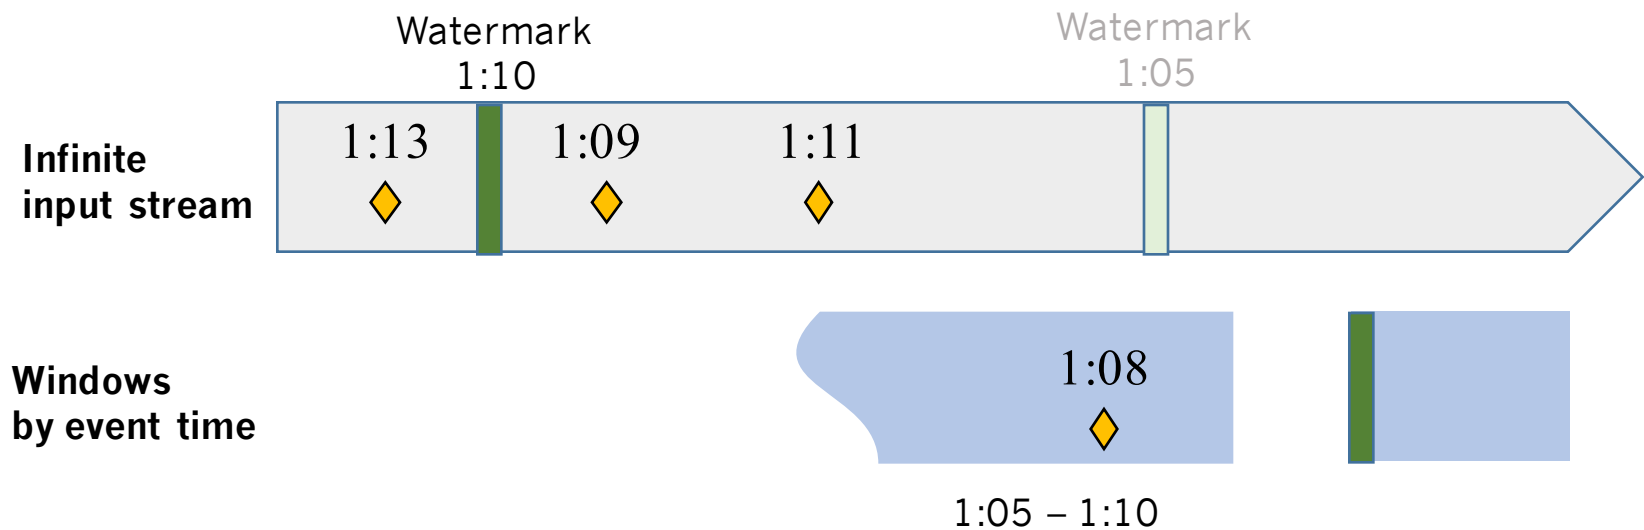 Watermark
1:10
Watermark
1:05
Infinite
input stream
1:13
1:09
1:11
Windows
by event time
1:08
1:05 – 1:10